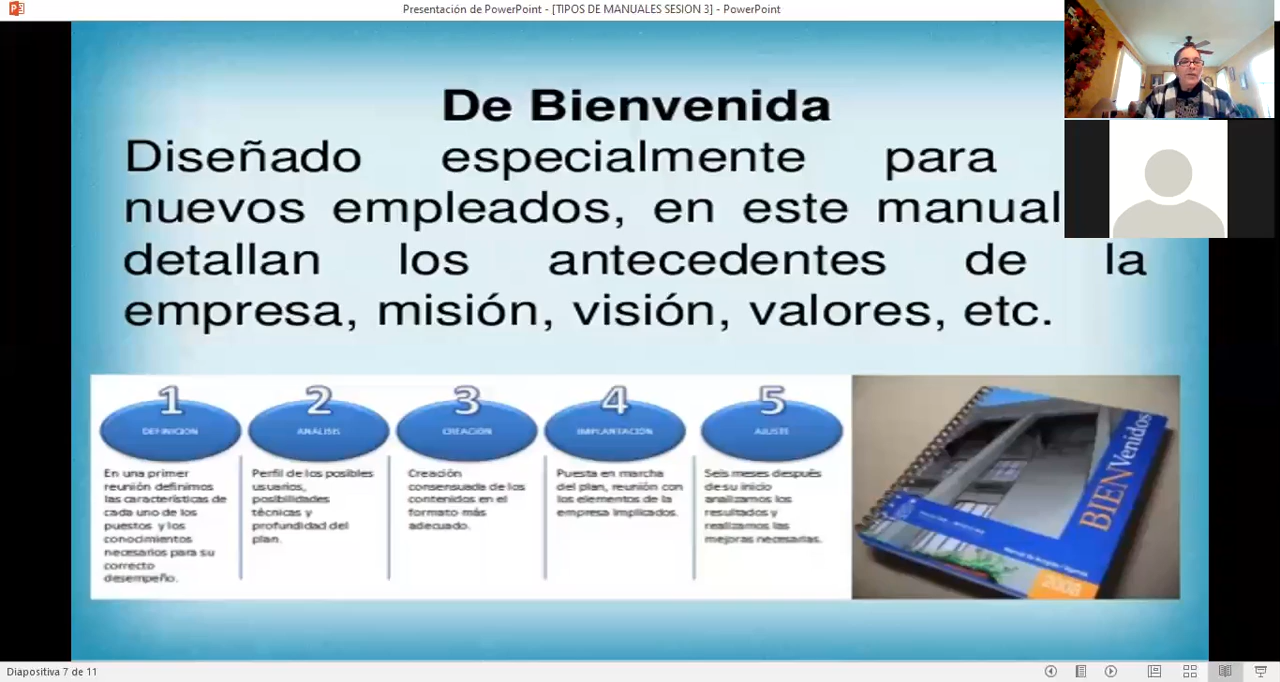 Presentación de PowerPoint - [TIPOS DE MANUALES SESION 3] - PowerPoint
De Bienvenida
Diseñado especialmente para
nuevos empleados, en este manual
detallan los antecedentes de la
empresa, misión, visión, valores, etc.
1
DEFINICIÓN
En una primer
reunión definimos
las características de
cada uno de los
puestos y los
conocimientos
necesarios para su
correcto
desempeño.
2
ANÁLISIS
Perfil de los posibles
usuarios,
posibilidades
técnicas y
profundidad del
plan.
3
CREACIÓN
Creación
consensuada de los
contenidos en el
formato más
adecuado.
4
IMPLANTACIÓN
Puesta en marcha
del plan, reunión con
los elementos de la
empresa implicados.
5
AJUSTE
Seis meses después
de su inicio
analizamos los
resultados y
realizamos las
mejoras necesarias.
BIENVenidos
2008
Diapositiva 7 de 11